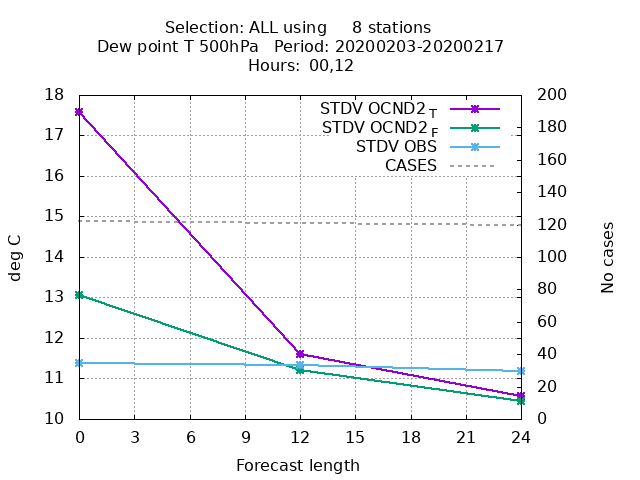 Selection: ALL using 8 stations
Dew point T 500hPa Period: 20200203-20200217
Hours: 00,12
STDV OCND2 T
STDV OCND2 F
STDV OBS
CASES
18
17
16
15
14
13
12
11
10
deg C
200
180
160
140
120
100
80
60
40
20
0
No cases
0 3 6 9 12 15 18 21 24
Forecast length